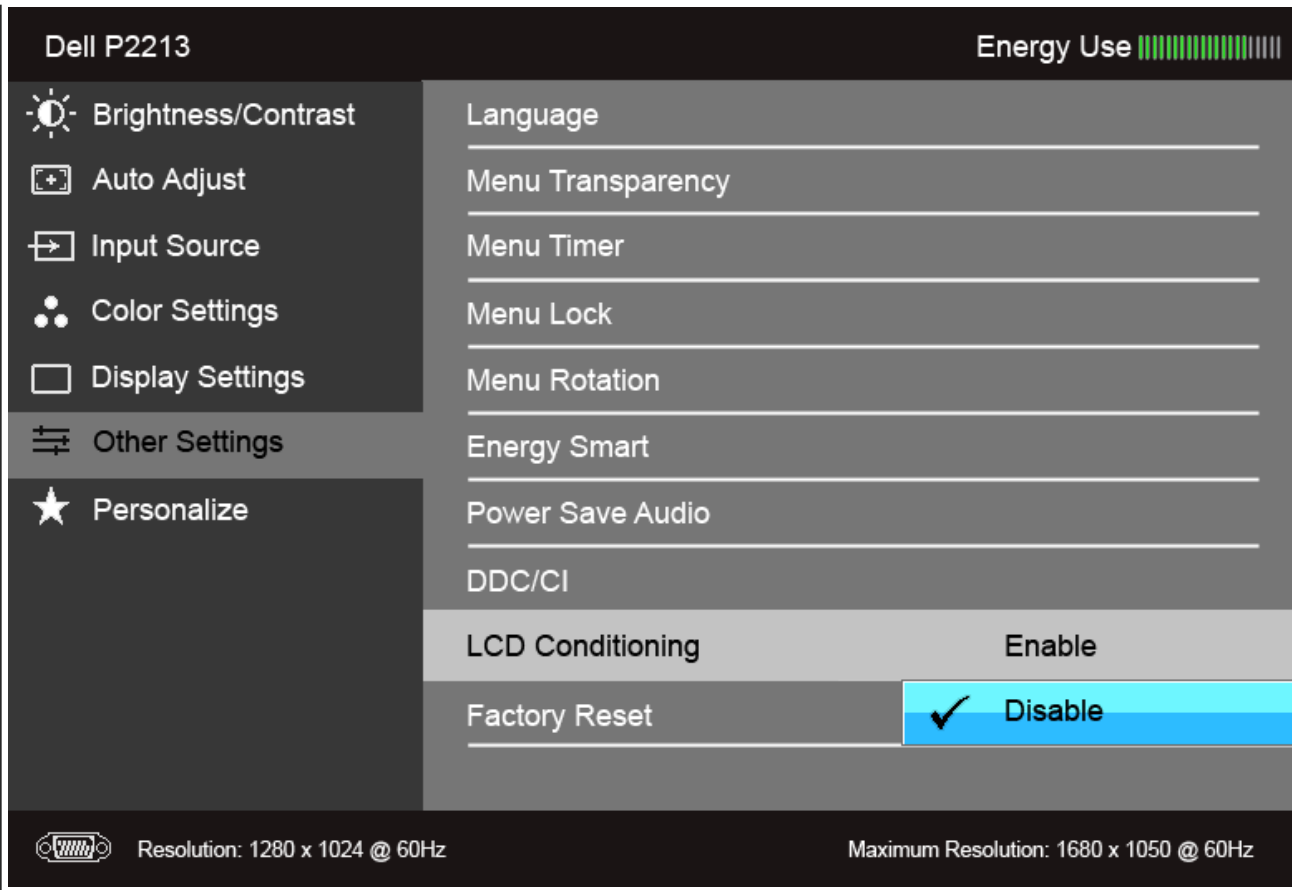 Dell P2213
Energy Use
Brightness/Contrast
Auto Adjust
Input Source
Color Settings
Display Settings
Other Settings
Personalize
Language
Menu Transparency
Menu Timer
Menu Lock
Menu Rotation
Energy Smart
Power Save Audio
DDC/CI
LCD Conditioning
Enable
Factory Reset
Disable
Resolution: 1280 x 1024 @ 60Hz
Maximum Resolution: 1680 x 1050 @ 60Hz